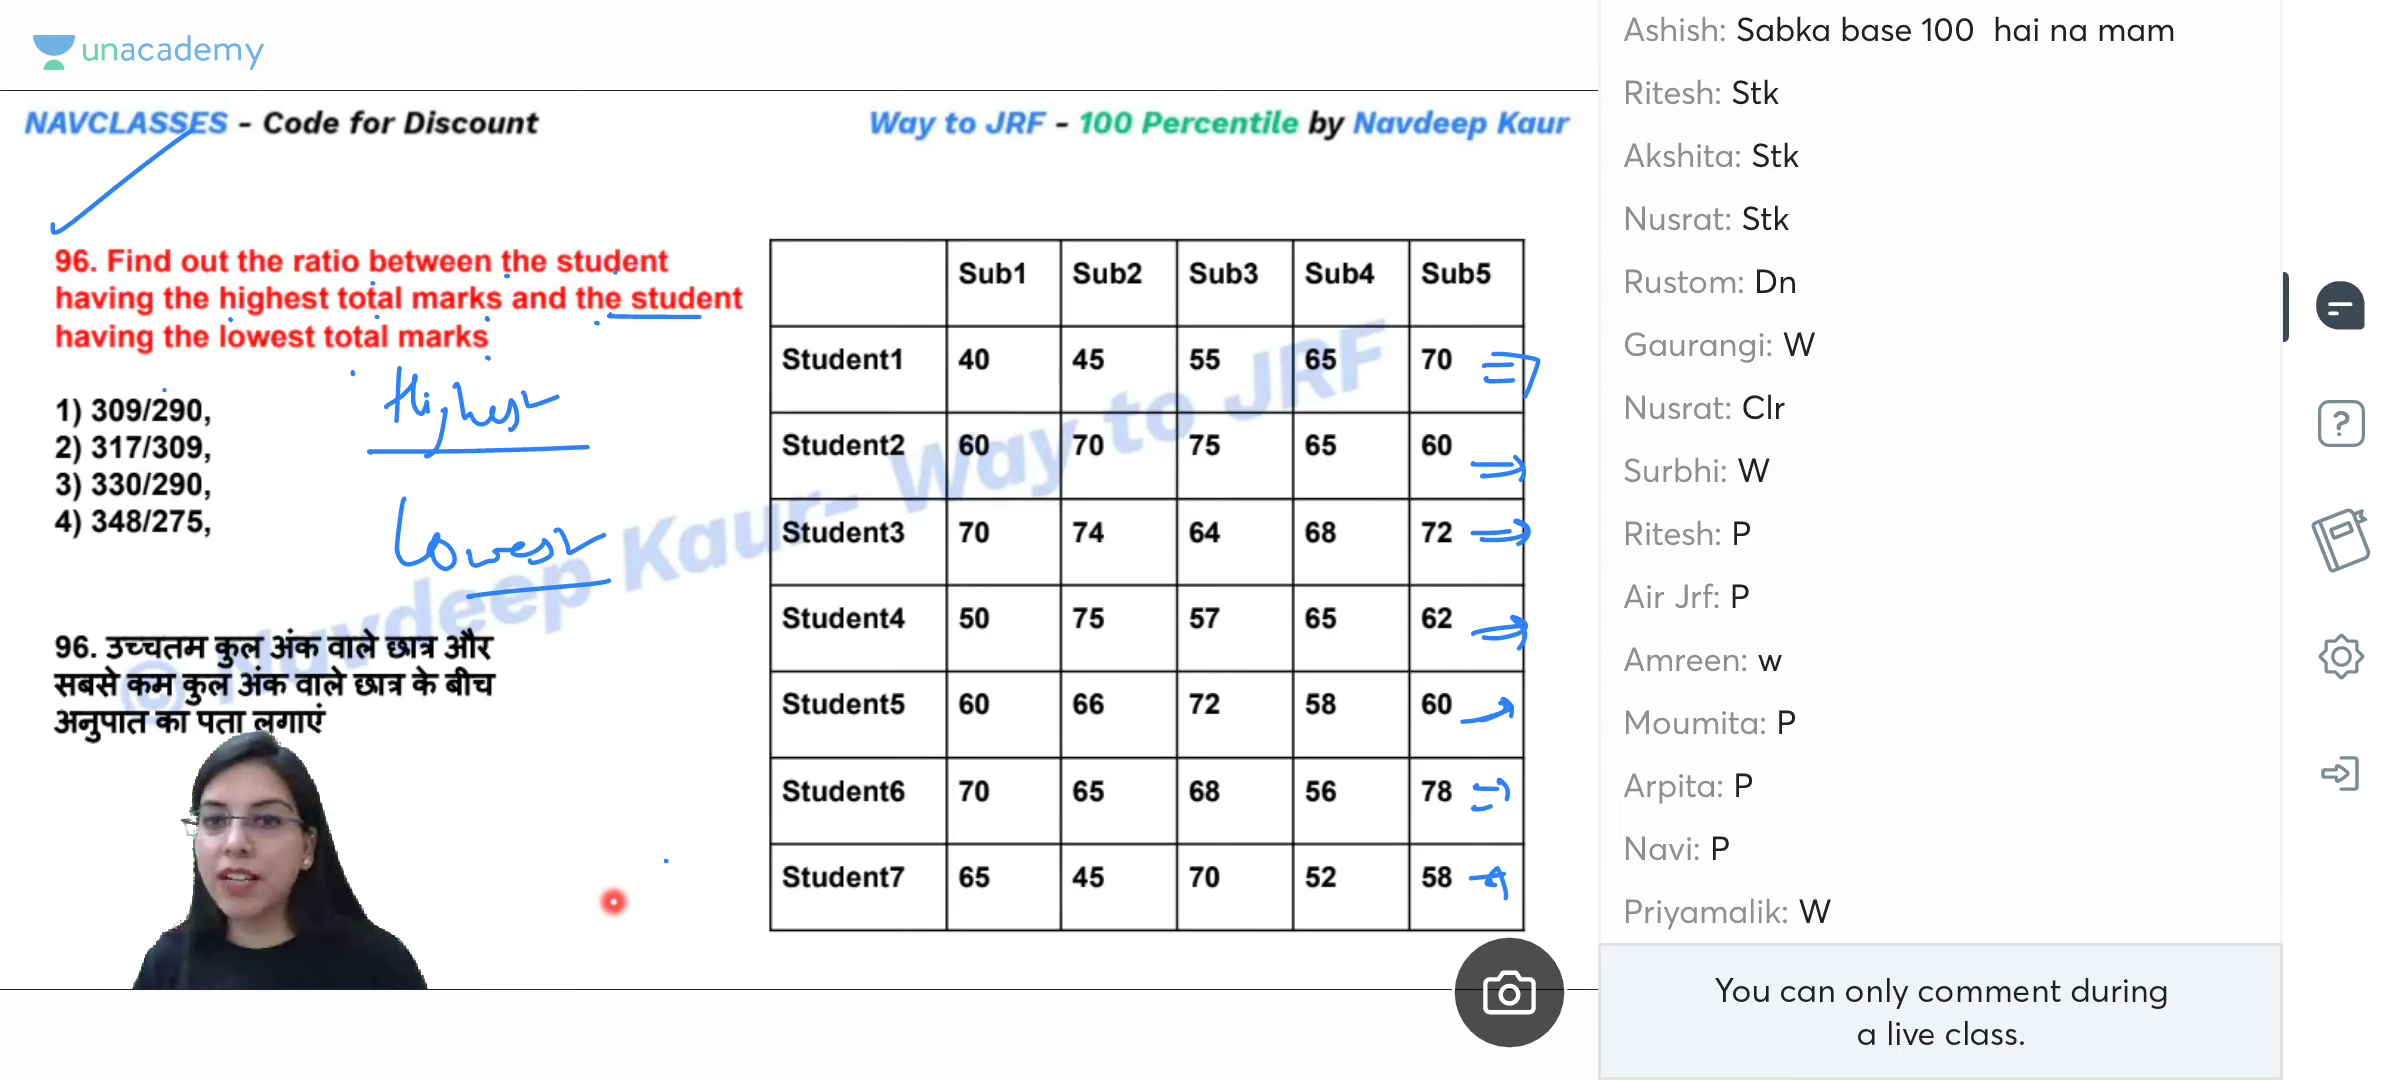 unacademy
NAVCLASSES - Code for Discount
Way to JRF - 100 Percentile by Navdeep Kaur
96. Find out the ratio between the student
having the highest total marks and the student
having the lowest total marks
1) 309/290,
2) 317/309,
3) 330/290,
4) 348/275,
Highest
Lowest
96. उच्चतम कुल अंक वाले छात्र और
सबसे कम कुल अंक वाले छात्र के बीच
अनुपात का पता लगाएं
Sub1 Sub2 Sub3 Sub4 Sub5
Student1 40 45 55 65 70
Student2 60 70 75 65 60
Student3 70 74 64 68 72
Student4 50 75 57 65 62
Student5 60 66 72 58 60
Student6 70 65 68 56 78
Student7 65 45 70 52 58
© Navdeep Kaur- Way to JRF
Ashish: Sabka base 100 hai na mam
Ritesh: Stk
Akshita: Stk
Nusrat: Stk
Rustom: Dn
Gaurangi: W
Nusrat: Clr
Surbhi: W
Ritesh: P
Air Jrf: P
Amreen: w
Moumita: P
Arpita: P
Navi: P
Priyamalik: W
You can only comment during
a live class.
?